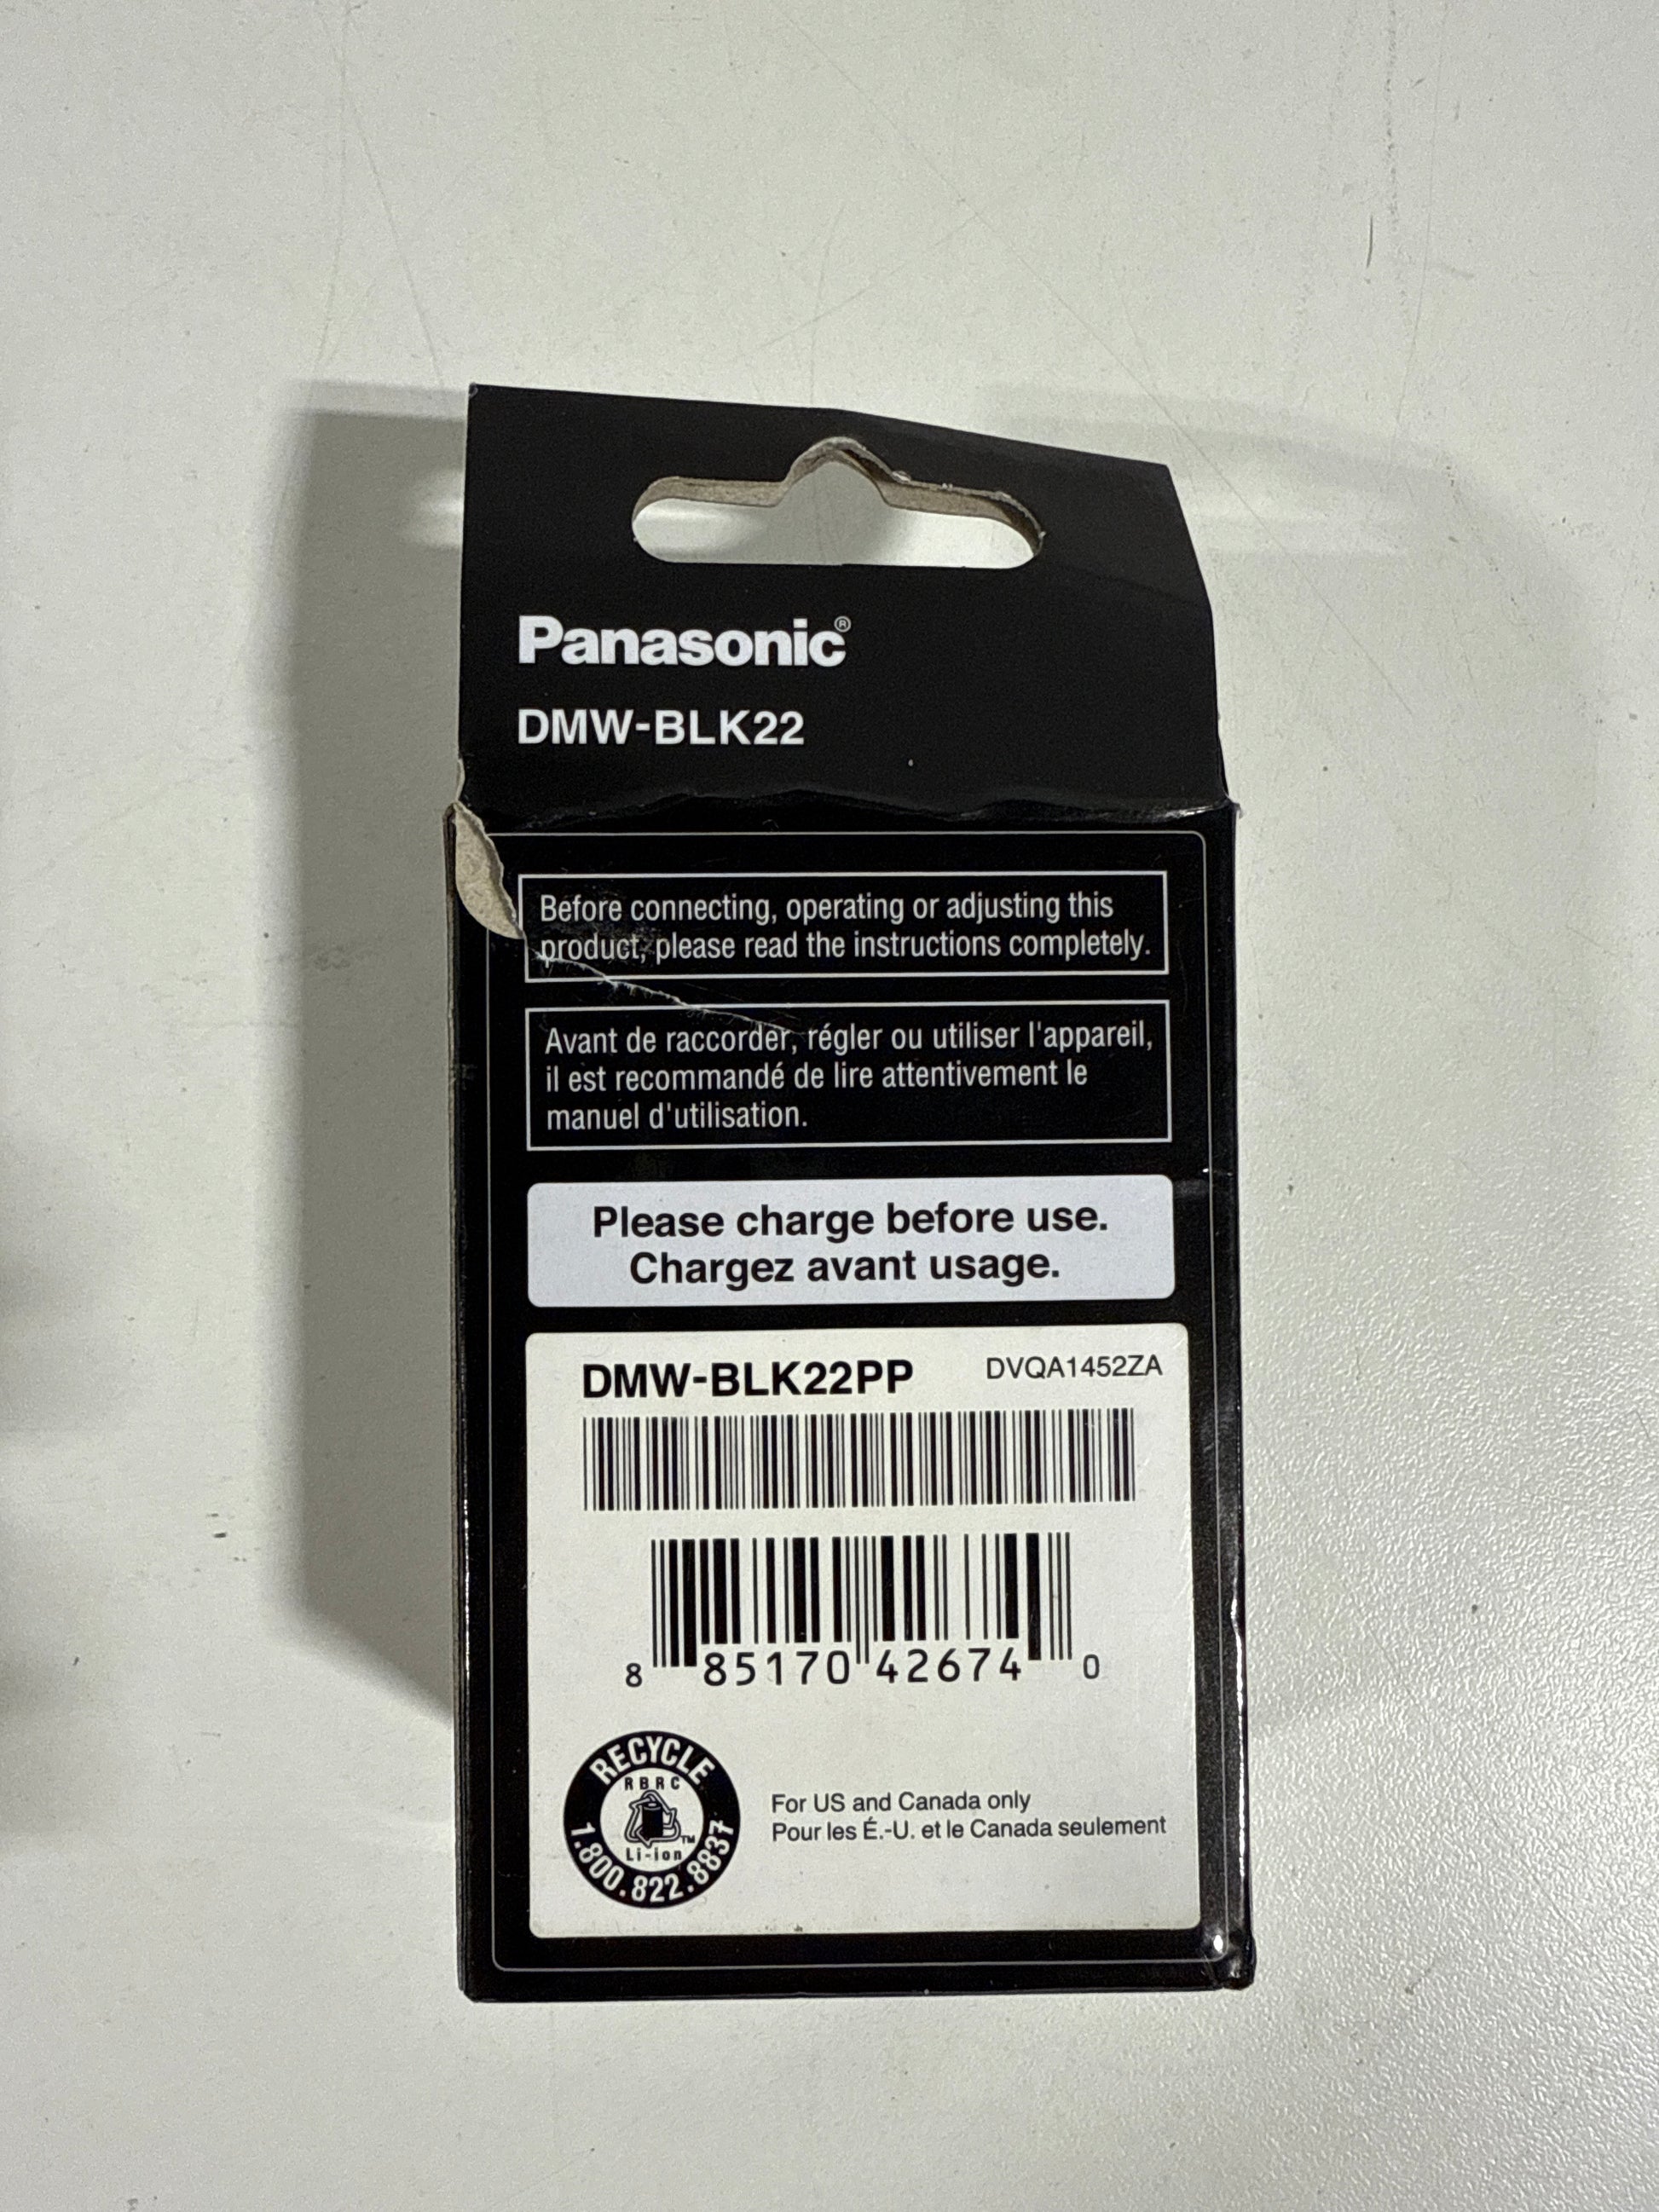 Panasonic®
DMW-BLK22
Before connecting, operating or adjusting this
product, please read the instructions completely.
Avant de raccorder, régler ou utiliser l'appareil,
il est recommandé de lire attentivement le
manuel d'utilisation.
Please charge before use.
Chargez avant usage.
DMW-BLK22PP DVQA1452ZA
8 85170 42674 0
RECYCLE
RBRC
TM
Li-ion
1.800.822.8837
For US and Canada only
Pour les É.-U. et le Canada seulement